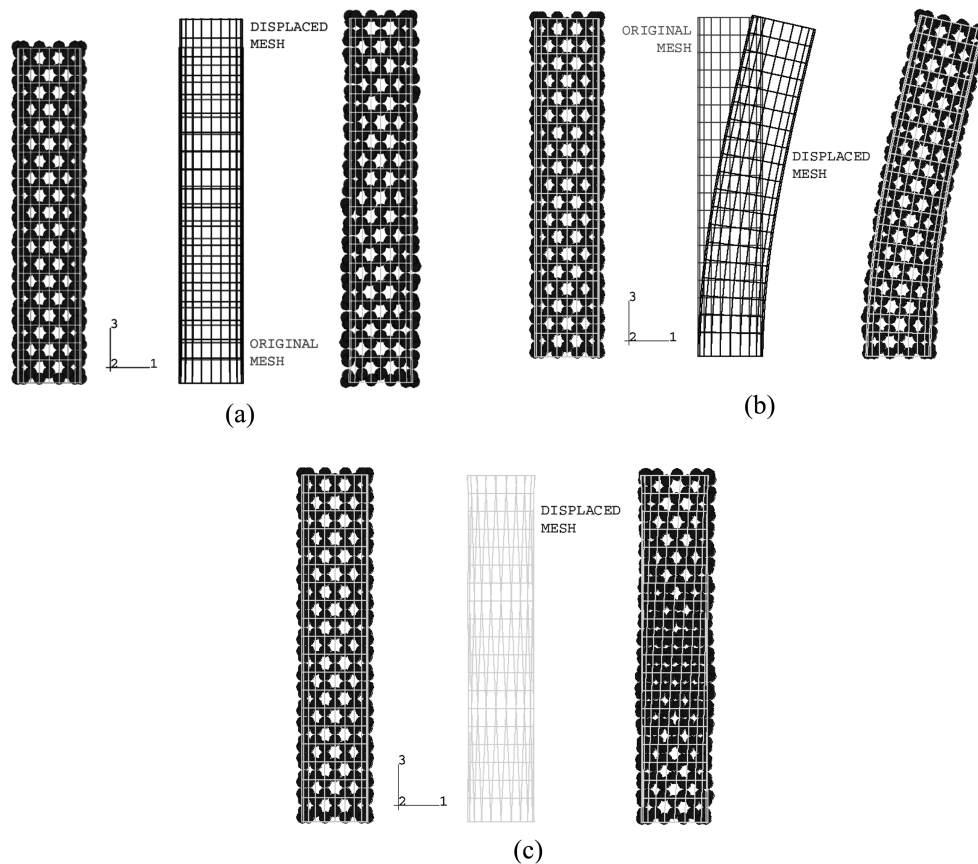 DISPLACED
MESH
3
2 1
ORIGINAL
MESH
(a)
ORIGINAL
MESH
DISPLACED
MESH
3
2 1
(b)
DISPLACED
MESH
3
2 1
(c)